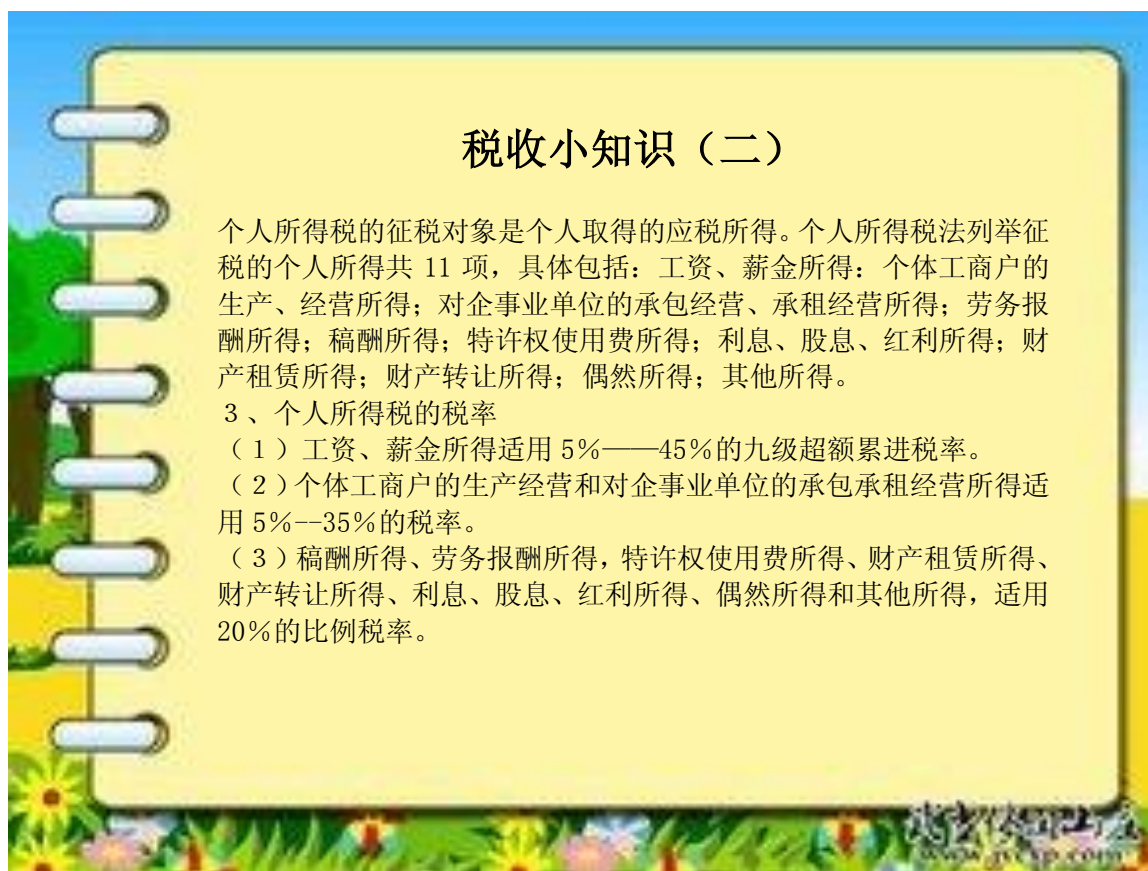 税收小知识（二）
个人所得税的征税对象是个人取得的应税所得。个人所得税法列举征
税的个人所得共 11 项，具体包括：工资、薪金所得：个体工商户的
生产、经营所得；对企事业单位的承包经营、承租经营所得；劳务报
酬所得；稿酬所得；特许权使用费所得；利息、股息、红利所得；财
产租赁所得；财产转让所得；偶然所得；其他所得。
３、个人所得税的税率
（１）工资、薪金所得适用 5%——45%的九级超额累进税率。
（２）个体工商户的生产经营和对企事业单位的承包承租经营所得适
用 5%--35%的税率。
（３）稿酬所得、劳务报酬所得，特许权使用费所得、财产租赁所得、
财产转让所得、利息、股息、红利所得、偶然所得和其他所得，适用
20%的比例税率。